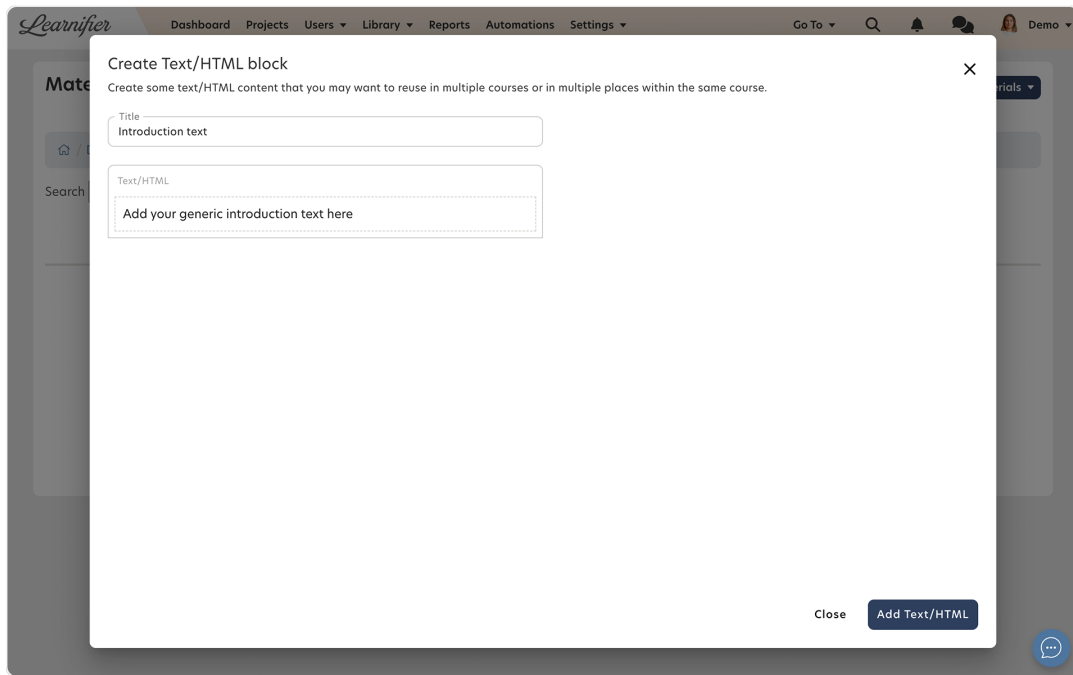 Learnifier
Dashboard Projects Users Library Reports Automations Settings Go To Demo
Mate
rials
Create Text/HTML block
Create some text/HTML content that you may want to reuse in multiple courses or in multiple places within the same course.
Title
Introduction text
/
Search
Text/HTML
Add your generic introduction text here
Close Add Text/HTML